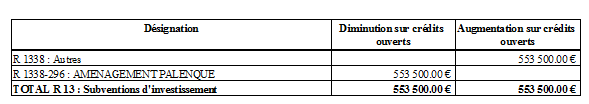 Désignation Diminution sur crédits ouverts Augmentation sur crédits ouverts
R 1338 : Autres 553 500.00 €
R 1338-296 : AMENAGEMENT PALENQUE 553 500.00 €
TOTAL R 13 : Subventions d'investissement 553 500.00 € 553 500.00 €